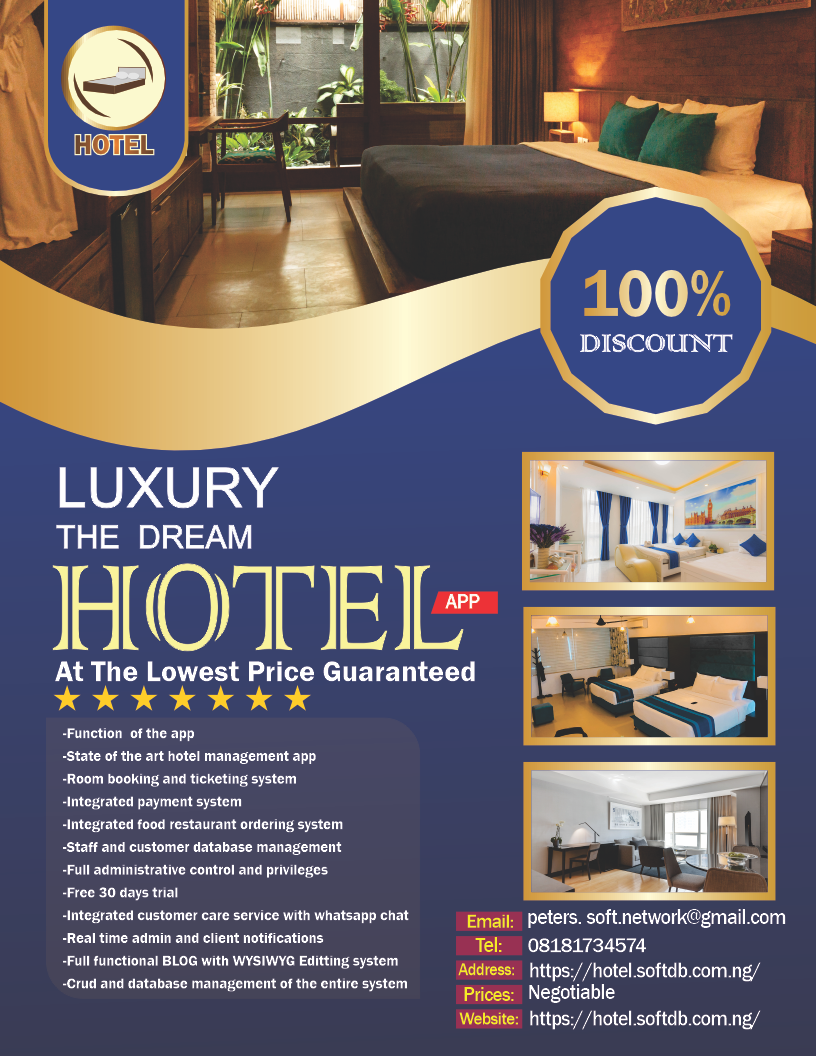 HOTEL
100%
DISCOUNT
LUXURY
THE DREAM
HOTEL
APP
At The Lowest Price Guaranteed
-Function of the app
-State of the art hotel management app
-Room booking and ticketing system
-Integrated payment system
-Integrated food restaurant ordering system
-Staff and customer database management
-Full administrative control and privileges
-Free 30 days trial
-Integrated customer care service with whatsapp chat
-Real time admin and client notifications
-Full functional BLOG with WYSIWYG Editting system
-Crud and database management of the entire system
Email: peters. soft.network@gmail.com
Tel: 08181734574
Address: https://hotel.softdb.com.ng/
Prices: Negotiable
Website: https://hotel.softdb.com.ng/